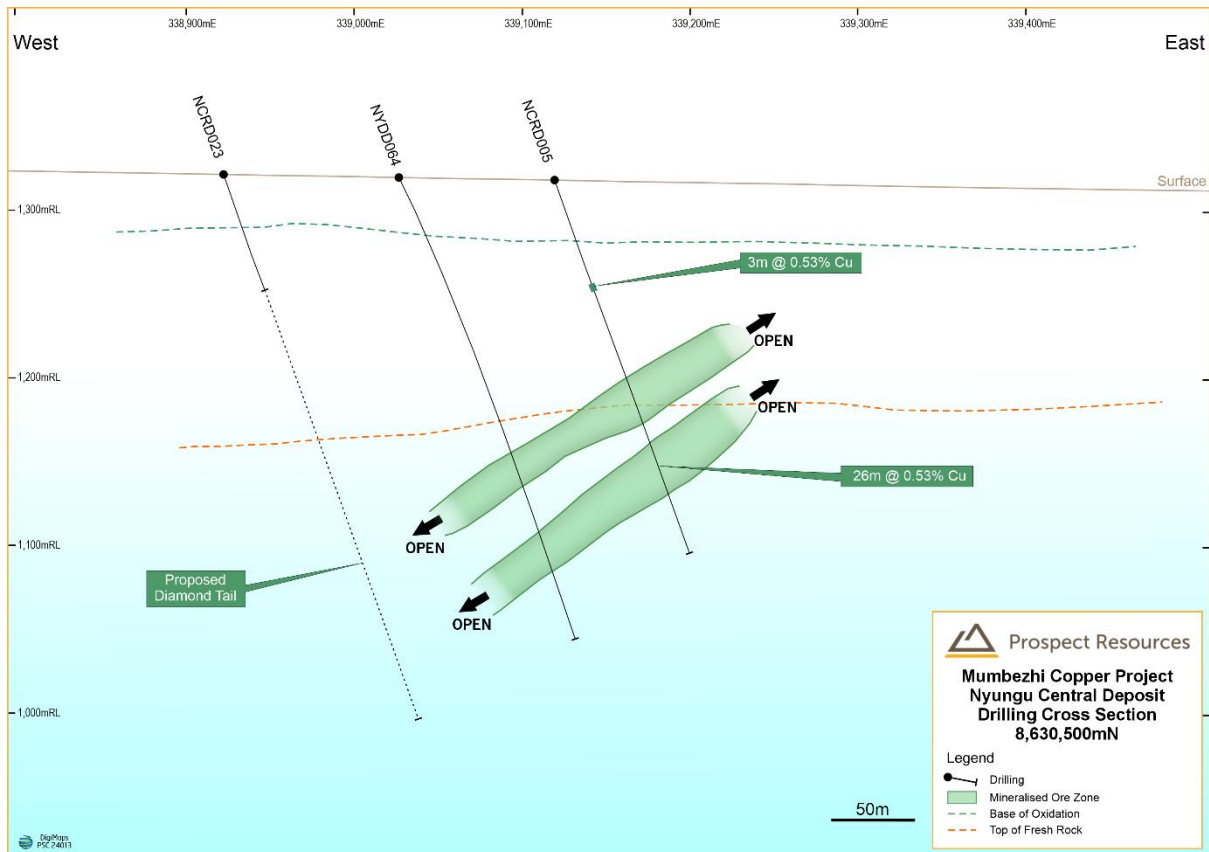 338,900mE
339,000mE
339,100mE
339,200mE
339,300mE
339,400mE
West
East
NCRD023
NYDD064
NCRD005
Surface
1,300mRL
3m @ 0.53% Cu
OPEN
1,200mRL
OPEN
26m @ 0.53% Cu
1,100mRL
OPEN
Proposed
Diamond Tail
OPEN
1,000mRL
Prospect Resources
Mumbezhi Copper Project
Nyungu Central Deposit
Drilling Cross Section
8,630,500mN
Legend
Drilling
Mineralised Ore Zone
Base of Oxidation
Top of Fresh Rock
50m
DigiMaps
PSC 24013